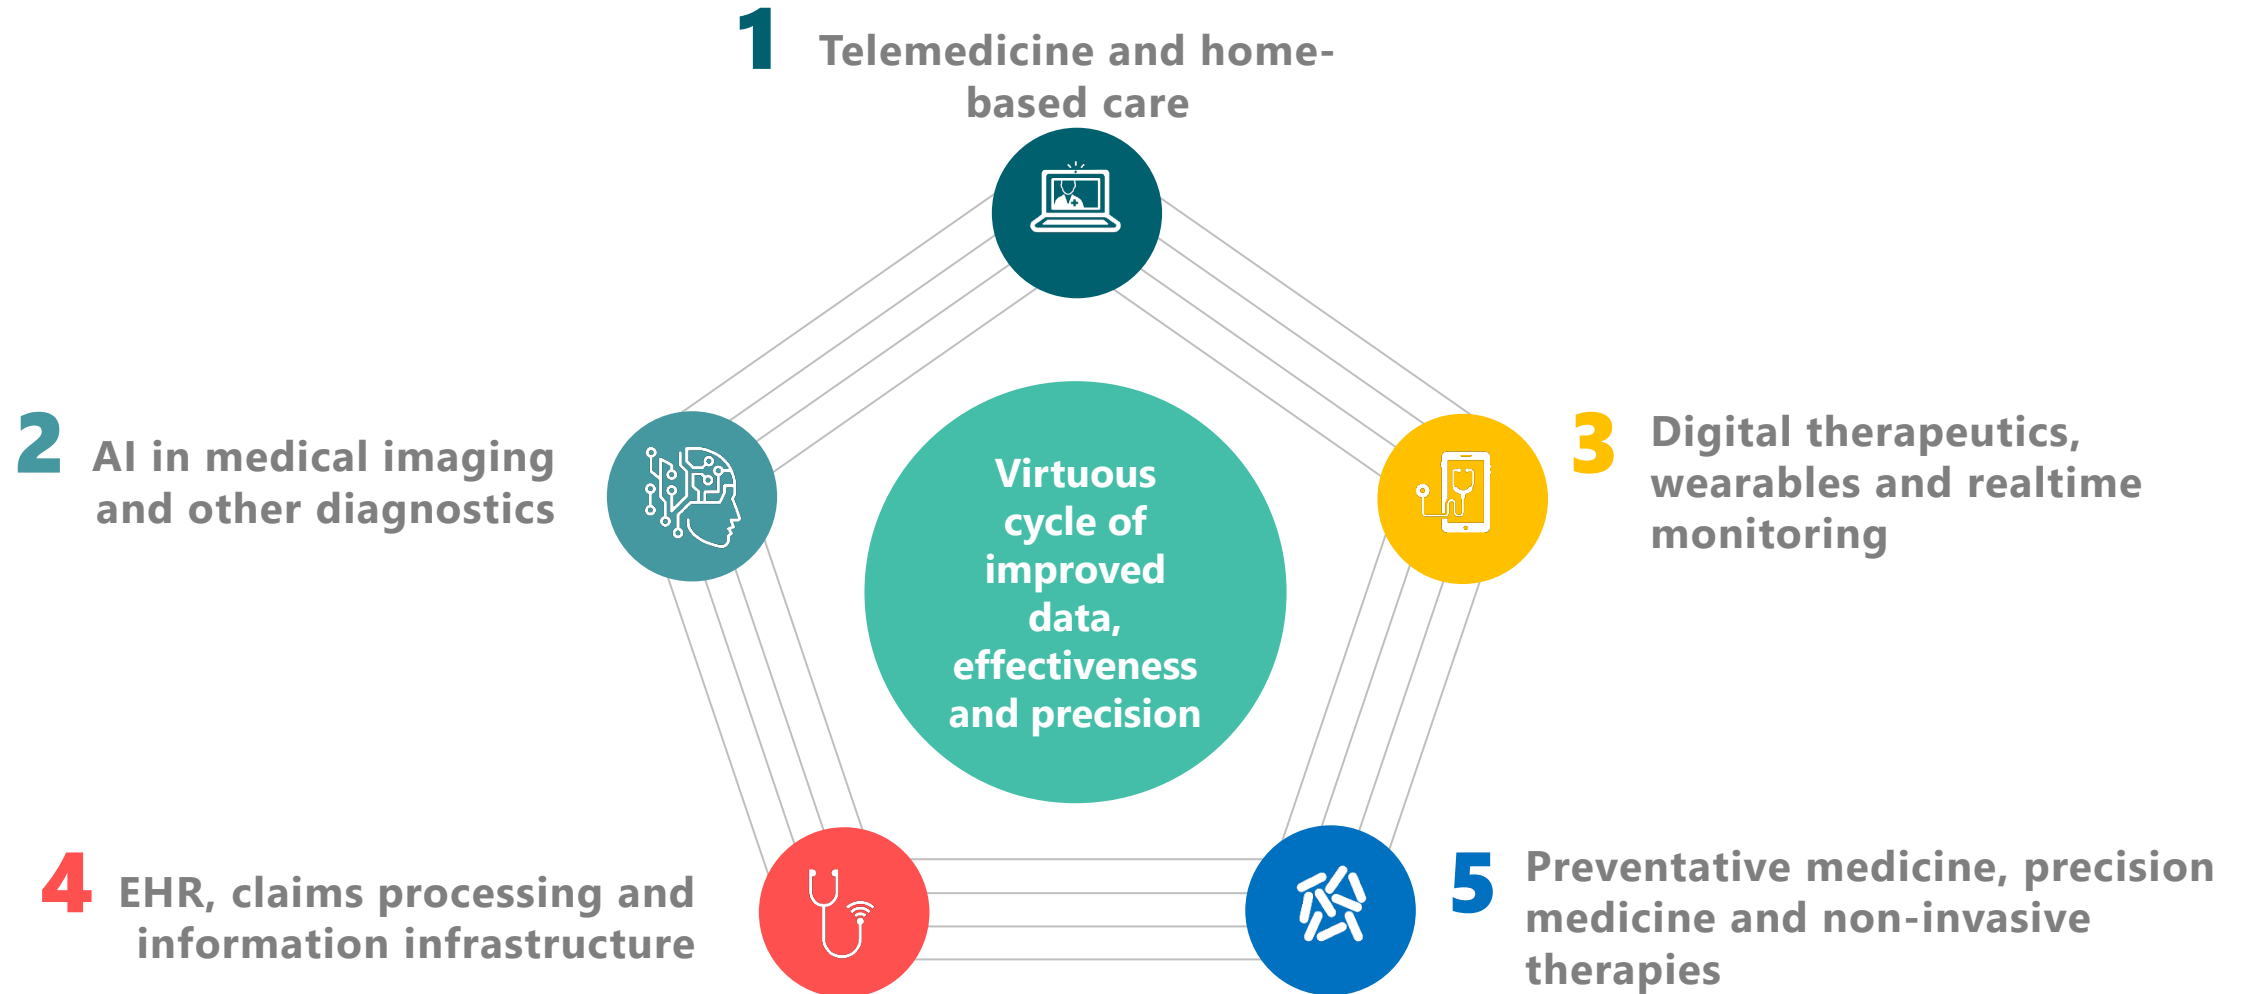 1
Telemedicine and home-
based care
2
AI in medical imaging
and other diagnostics
3
Digital therapeutics,
wearables and realtime
monitoring
Virtuous
cycle of
improved
data,
effectiveness
and precision
4
EHR, claims processing and
information infrastructure
5
Preventative medicine, precision
medicine and non-invasive
therapies